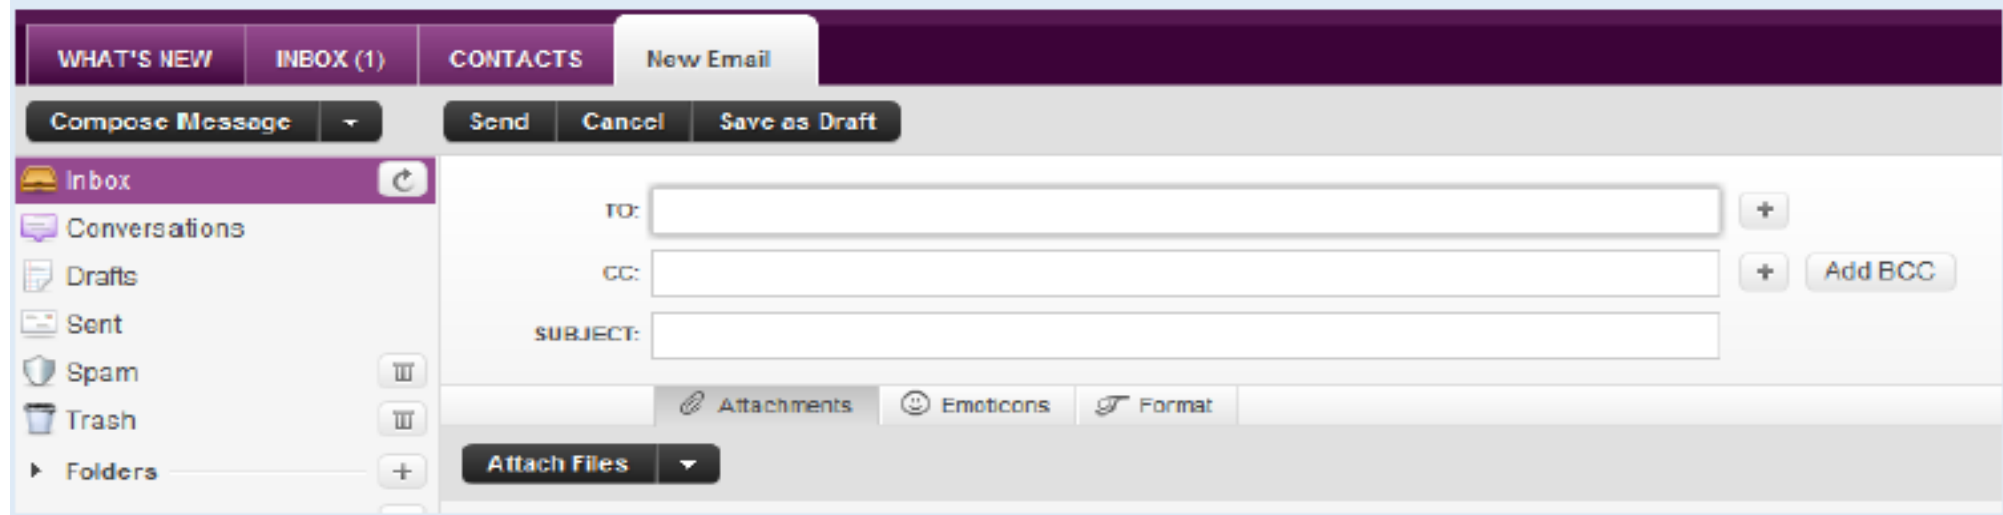 WHAT'S NEW INBOX (1) CONTACTS New Email
Compose Message Send Cancel Save as Draft
Inbox
Conversations
Drafts
Sent
Spam
Trash
Folders
TO:
CC: Add BCC
SUBJECT:
Attachments Emoticons Format
Attach Files